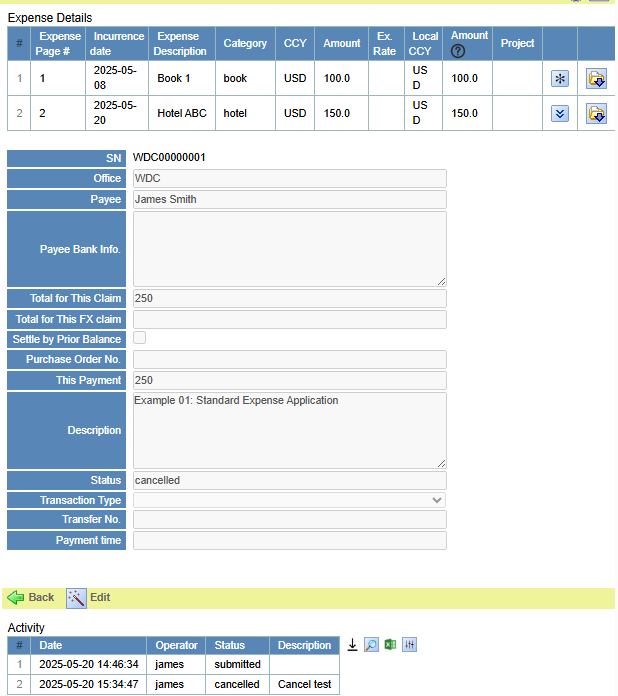 Expense Details
# Expense Page # Incurrence date Expense Description Category CCY Amount Ex. Rate Local CCY Amount ? Project
1 1 2025-05-08 Book 1 book USD 100.0 USD 100.0
2 2 2025-05-20 Hotel ABC hotel USD 150.0 USD 150.0
SN WDC00000001
Office WDC
Payee James Smith
Payee Bank Info.
Total for This Claim 250
Total for This FX claim
Settle by Prior Balance
Purchase Order No.
This Payment 250
Description Example 01: Standard Expense Application
Status cancelled
Transaction Type
Transfer No.
Payment time
Back Edit
Activity
# Date Operator Status Description
1 2025-05-20 14:46:34 james submitted
2 2025-05-20 15:34:47 james cancelled Cancel test